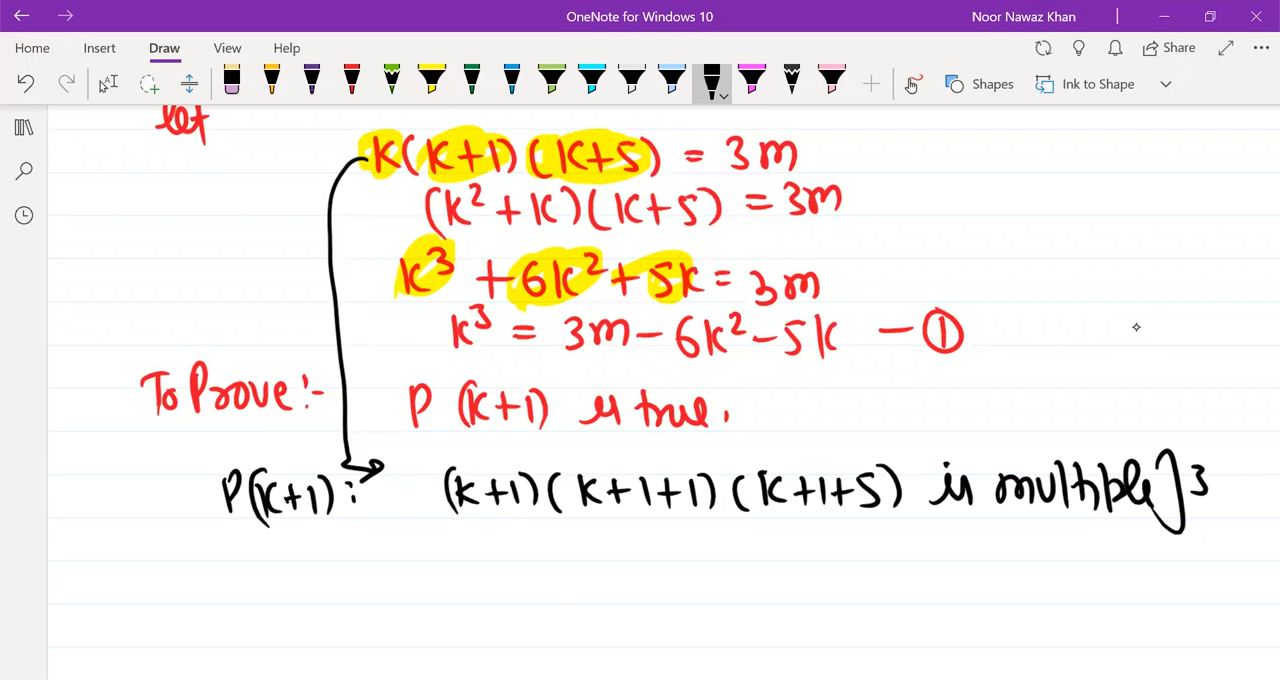 OneNote for Windows 10
Noor Nawaz Khan
Home Insert Draw View Help
Share
Shapes
Ink to Shape
let
k(k+1)(k+5) = 3m
(k²+k)(k+5) = 3m
k³ + 6k² + 5k = 3m
k³ = 3m - 6k² - 5k - ①
To Prove :- P(k+1) is true.
P(k+1) : (k+1)(k+1+1)(k+1+5) is multiple of 3